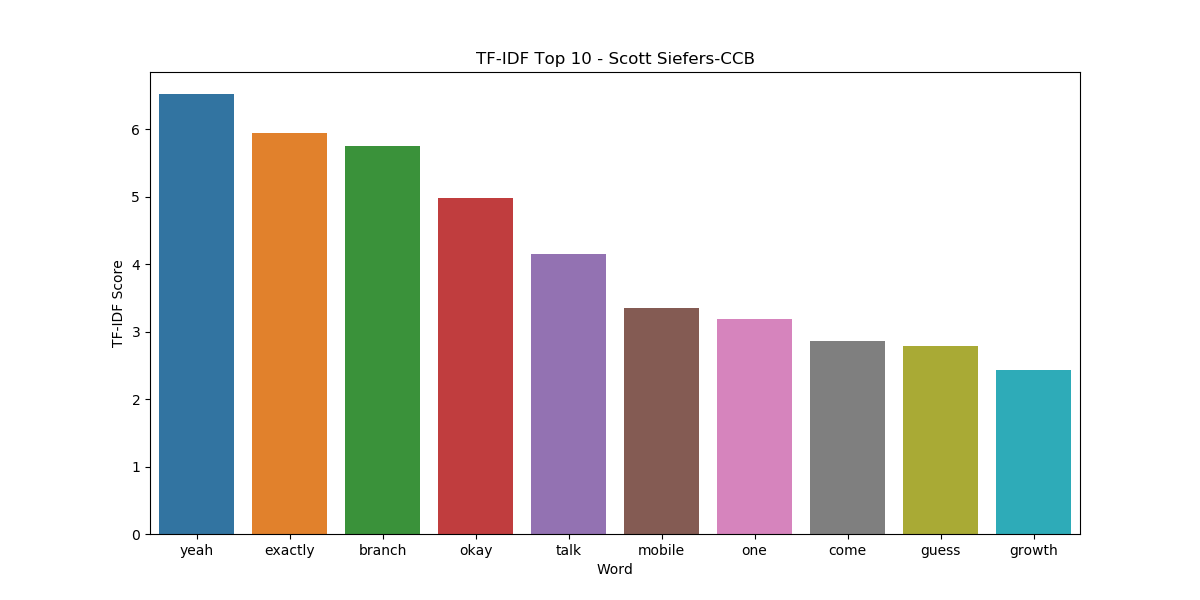 TF-IDF Top 10 - Scott Siefers-CCB
TF-IDF Score
6
5
4
3
2
1
0
yeah exactly branch okay talk mobile one come guess growth
Word